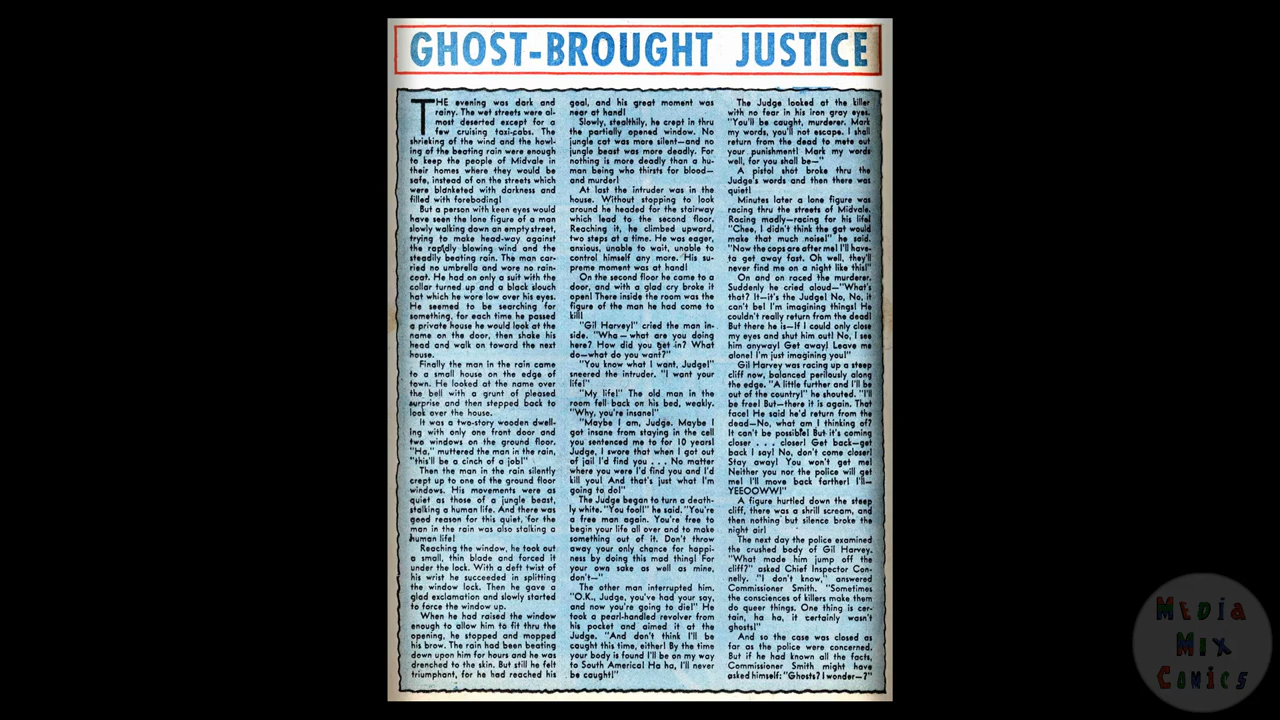 GHOST-BROUGHT JUSTICE
THE evening was dark and
rainy. The wet streets were al-
most deserted except for a
few cruising taxi-cabs. The
shrieking of the wind and the howl-
ing of the beating rain were enough
to keep the people of Midvale in
their homes where they would be
safe, instead of on the streets which
were blanketed with darkness and
filled with foreboding!
But a person with keen eyes would
have seen the lone figure of a man
slowly walking down an empty street,
trying to make head-way against
the rapidly blowing wind and the
steadily beating rain. The man car-
ried no umbrella and wore no rain-
coat. He had on only a suit with the
collar turned up and a black slouch
hat which he wore low over his eyes.
He seemed to be searching for
something, for each time he passed
a private house he would look at the
name on the door, then shake his
head and walk on toward the next
house.
Finally the man in the rain came
to a small house on the edge of
town. He looked at the name over
the bell with a grunt of pleased
surprise and then stepped back to
look over the house.
It was a two-story wooden dwell-
ing with only one front door and
two windows on the ground floor.
"Ha," muttered the man in the rain,
"this'll be a cinch of a job!"
Then the man in the rain silently
crept up to one of the ground floor
windows. His movements were as
quiet as those of a jungle beast,
stalking a human life. And there was
good reason for this quiet, for the
man in the rain was also stalking a
human life!
Reaching the window, he took out
a small, thin blade and forced it
under the lock. With a deft twist of
his wrist he succeeded in splitting
the window lock. Then he gave a
glad exclamation and slowly started
to force the window up.
When he had raised the window
enough to allow him to fit thru the
opening, he stopped and mopped
his brow. The rain had been beating
down upon him for hours and he was
drenched to the skin. But still he felt
triumphant, for he had reached his
goal, and his great moment was
near at hand!
Slowly, stealthily, he crept in thru
the partially opened window. No
jungle cat was more silent—and no
jungle beast was more deadly. For
nothing is more deadly than a hu-
man being who thirsts for blood—
and murder!
At last the intruder was in the
house. Without stopping to look
around he headed for the stairway
which lead to the second floor.
Reaching it, he climbed upward,
two steps at a time. He was eager,
anxious, unable to wait, unable to
control himself any more. His su-
preme moment was at hand!
On the second floor he came to a
door, and with a glad cry broke it
open! There inside the room was the
figure of the man he had come to
kill!
"Gil Harvey!" cried the man in-
side. "Wha—what are you doing
here? How did you get in? What
do—what do you want?"
"You know what I want, Judge!"
sneered the intruder. "I want your
life!"
"My life!" The old man in the
room fell back on his bed, weakly.
"Why, you're insane!"
"Maybe I am, Judge. Maybe I
got insane from staying in the cell
you sentenced me to for 10 years!
Judge, I swore that when I got out
of jail I'd find you . . . No matter
where you were I'd find you and I'd
kill you! And that's just what I'm
going to do!"
The Judge began to turn a death-
ly white. "You fool!" he said. "You're
a free man again. You're free to
begin your life all over and to make
something out of it. Don't throw
away your only chance for happi-
ness by doing this mad thing! For
your own sake as well as mine,
don't—"
The other man interrupted him.
"O.K., Judge, you've had your say,
and now you're going to die!" He
took a pearl-handled revolver from
his pocket and aimed it at the
Judge. "And don't think I'll be
caught this time, either! By the time
your body is found I'll be on my way
to South America! Ha ha, I'll never
be caught!"
The Judge looked at the killer
with no fear in his iron gray eyes.
"You'll be caught, murderer. Mark
my words, you'll not escape. I shall
return from the dead to mete out
your punishment! Mark my words
well, for you shall be—"
A pistol shot broke thru the
Judge's words and then there was
quiet!
Minutes later a lone figure was
racing thru the streets of Midvale.
Racing madly—racing for his life!
"Chee, I didn't think the gat would
make that much noise!" he said.
"Now the cops are after me! I'll have
to get away fast. Oh well, they'll
never find me on a night like this!"
On and on raced the murderer.
Suddenly he cried aloud—"What's
that? It—it's the Judge! No, No, it
can't be! I'm imagining things! He
couldn't really return from the dead!
But there he is—If I could only close
my eyes and shut him out! No, I see
him anyway! Get away! Leave me
alone! I'm just imagining you!"
Gil Harvey was racing up a steep
cliff now, balanced perilously along
the edge. "A little further and I'll be
out of the country!" he shouted. "I'll
be free! But—there it is again. That
face! He said he'd return from the
dead—No, what am I thinking of?
It can't be possible! But it's coming
closer . . . closer! Get back—get
back I say! No, don't come closer!
Stay away! You won't get me!
Neither you nor the police will get
me! I'll move back farther! I'll—
YEEOOWW!"
A figure hurtled down the steep
cliff, there was a shrill scream, and
then nothing but silence broke the
night air!
The next day the police examined
the crushed body of Gil Harvey.
"What made him jump off the
cliff?" asked Chief Inspector Con-
nelly. "I don't know," answered
Commissioner Smith. "Sometimes
the consciences of killers make them
do queer things. One thing is cer-
tain, ha ha, it certainly wasn't
ghosts!"
And so the case was closed as
far as the police were concerned.
But if he had known all the facts,
Commissioner Smith might have
asked himself: "Ghosts? I wonder—?"
MEDIA
MIX
COMICS